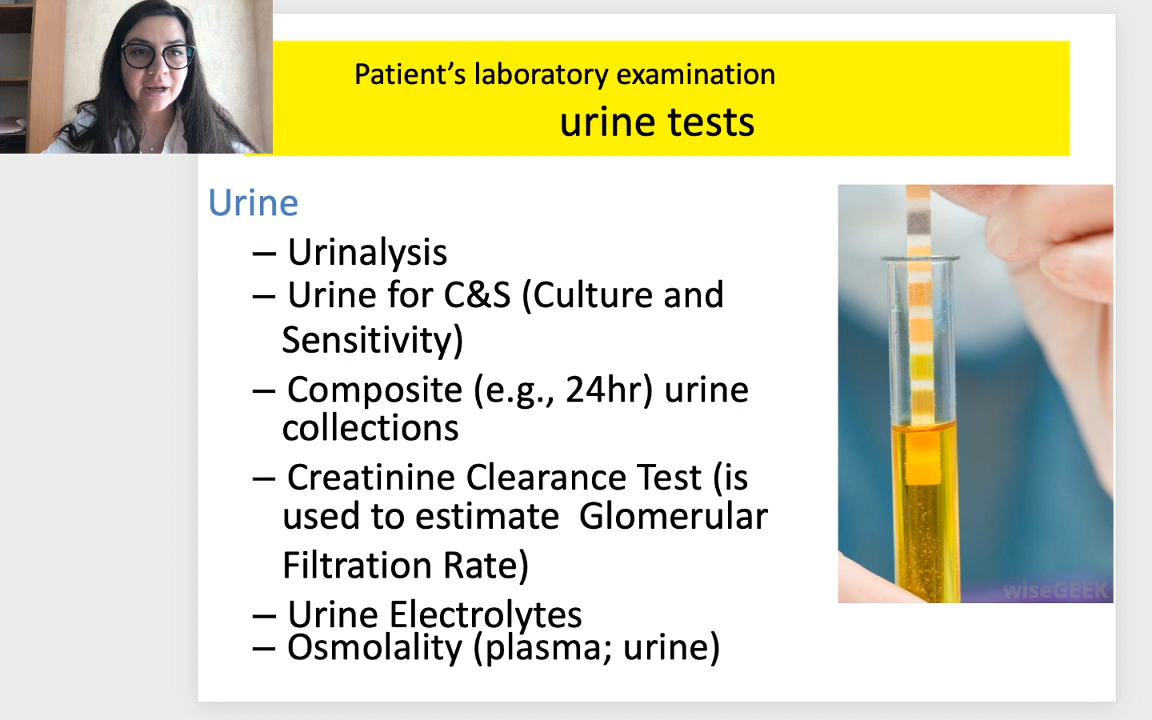 Patient’s laboratory examination
urine tests
Urine
– Urinalysis
– Urine for C&S (Culture and
Sensitivity)
– Composite (e.g., 24hr) urine
collections
– Creatinine Clearance Test (is
used to estimate  Glomerular
Filtration Rate)
– Urine Electrolytes
– Osmolality (plasma; urine)
wiseGEEK